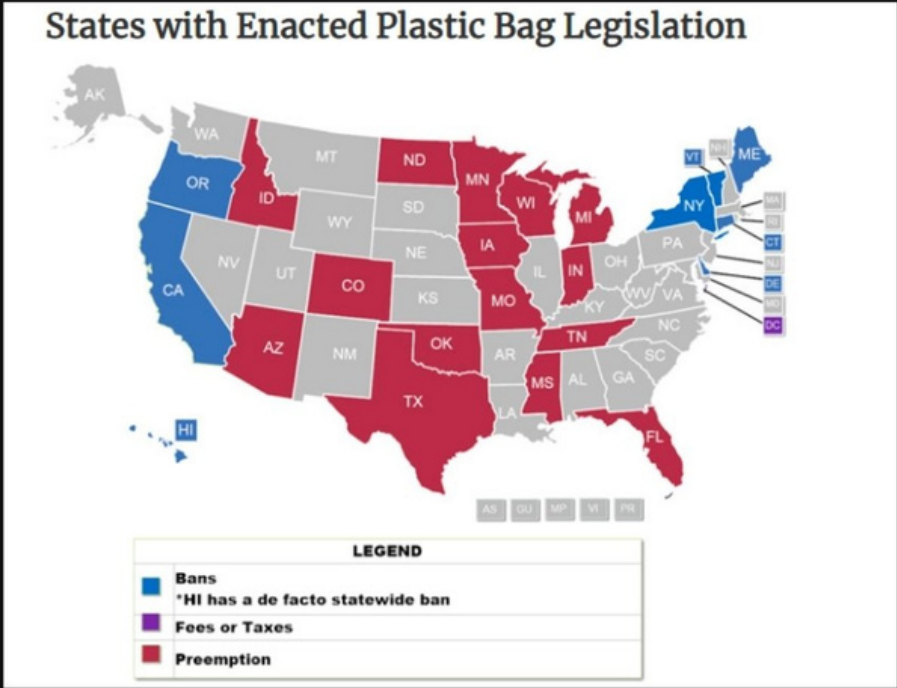 States with Enacted Plastic Bag Legislation
AK
WA
MT
ND
MN
VT
NH
ME
OR
ID
WY
SD
WI
MI
NY
MA
RI
CT
NJ
DE
MD
DC
CA
NV
UT
CO
NE
KS
IA
MO
IL
IN
OH
PA
WV
VA
KY
NC
TN
SC
AZ
NM
OK
AR
TX
LA
MS
AL
GA
FL
HI
AS
GU
MP
VI
PR
LEGEND
Bans
*HI has a de facto statewide ban
Fees or Taxes
Preemption